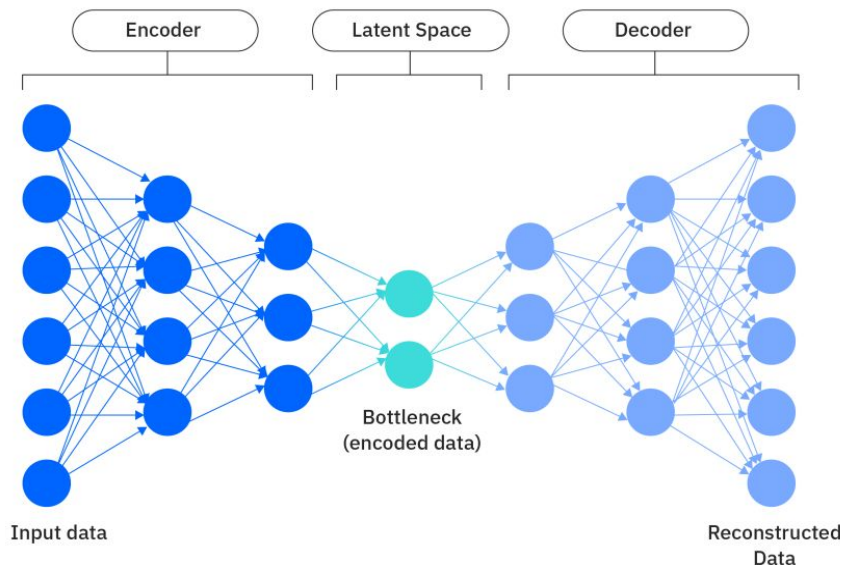 Encoder
Latent Space
Decoder
Bottleneck
(encoded data)
Input data
Reconstructed
Data